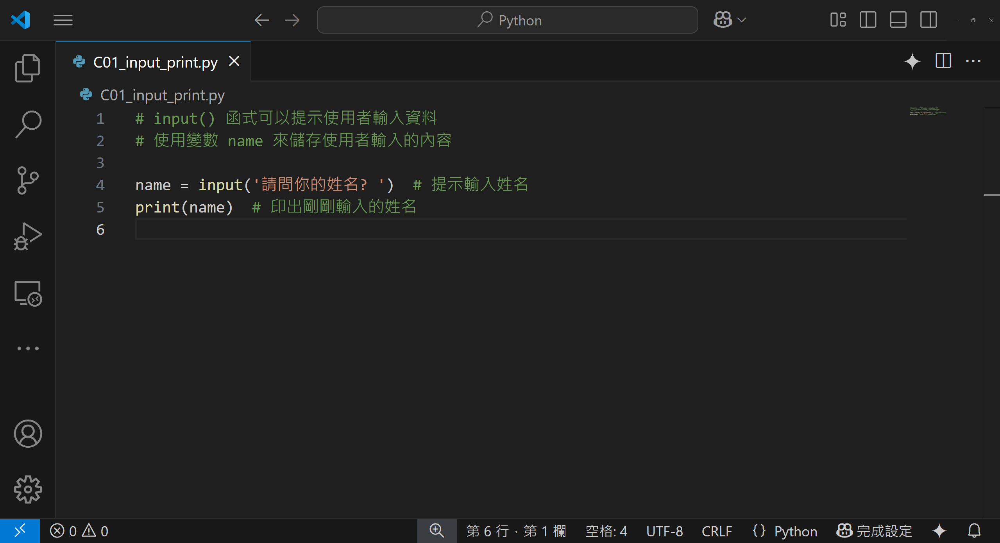 Python
C01_input_print.py
C01_input_print.py
1 # input() 函式可以提示使用者輸入資料
2 # 使用變數 name 來儲存使用者輸入的內容
3
4 name = input('請問你的姓名? ')  # 提示輸入姓名
5 print(name)  # 印出剛剛輸入的姓名
6
0 0 第 6 行，第 1 欄 空格: 4 UTF-8 CRLF {} Python 完成設定